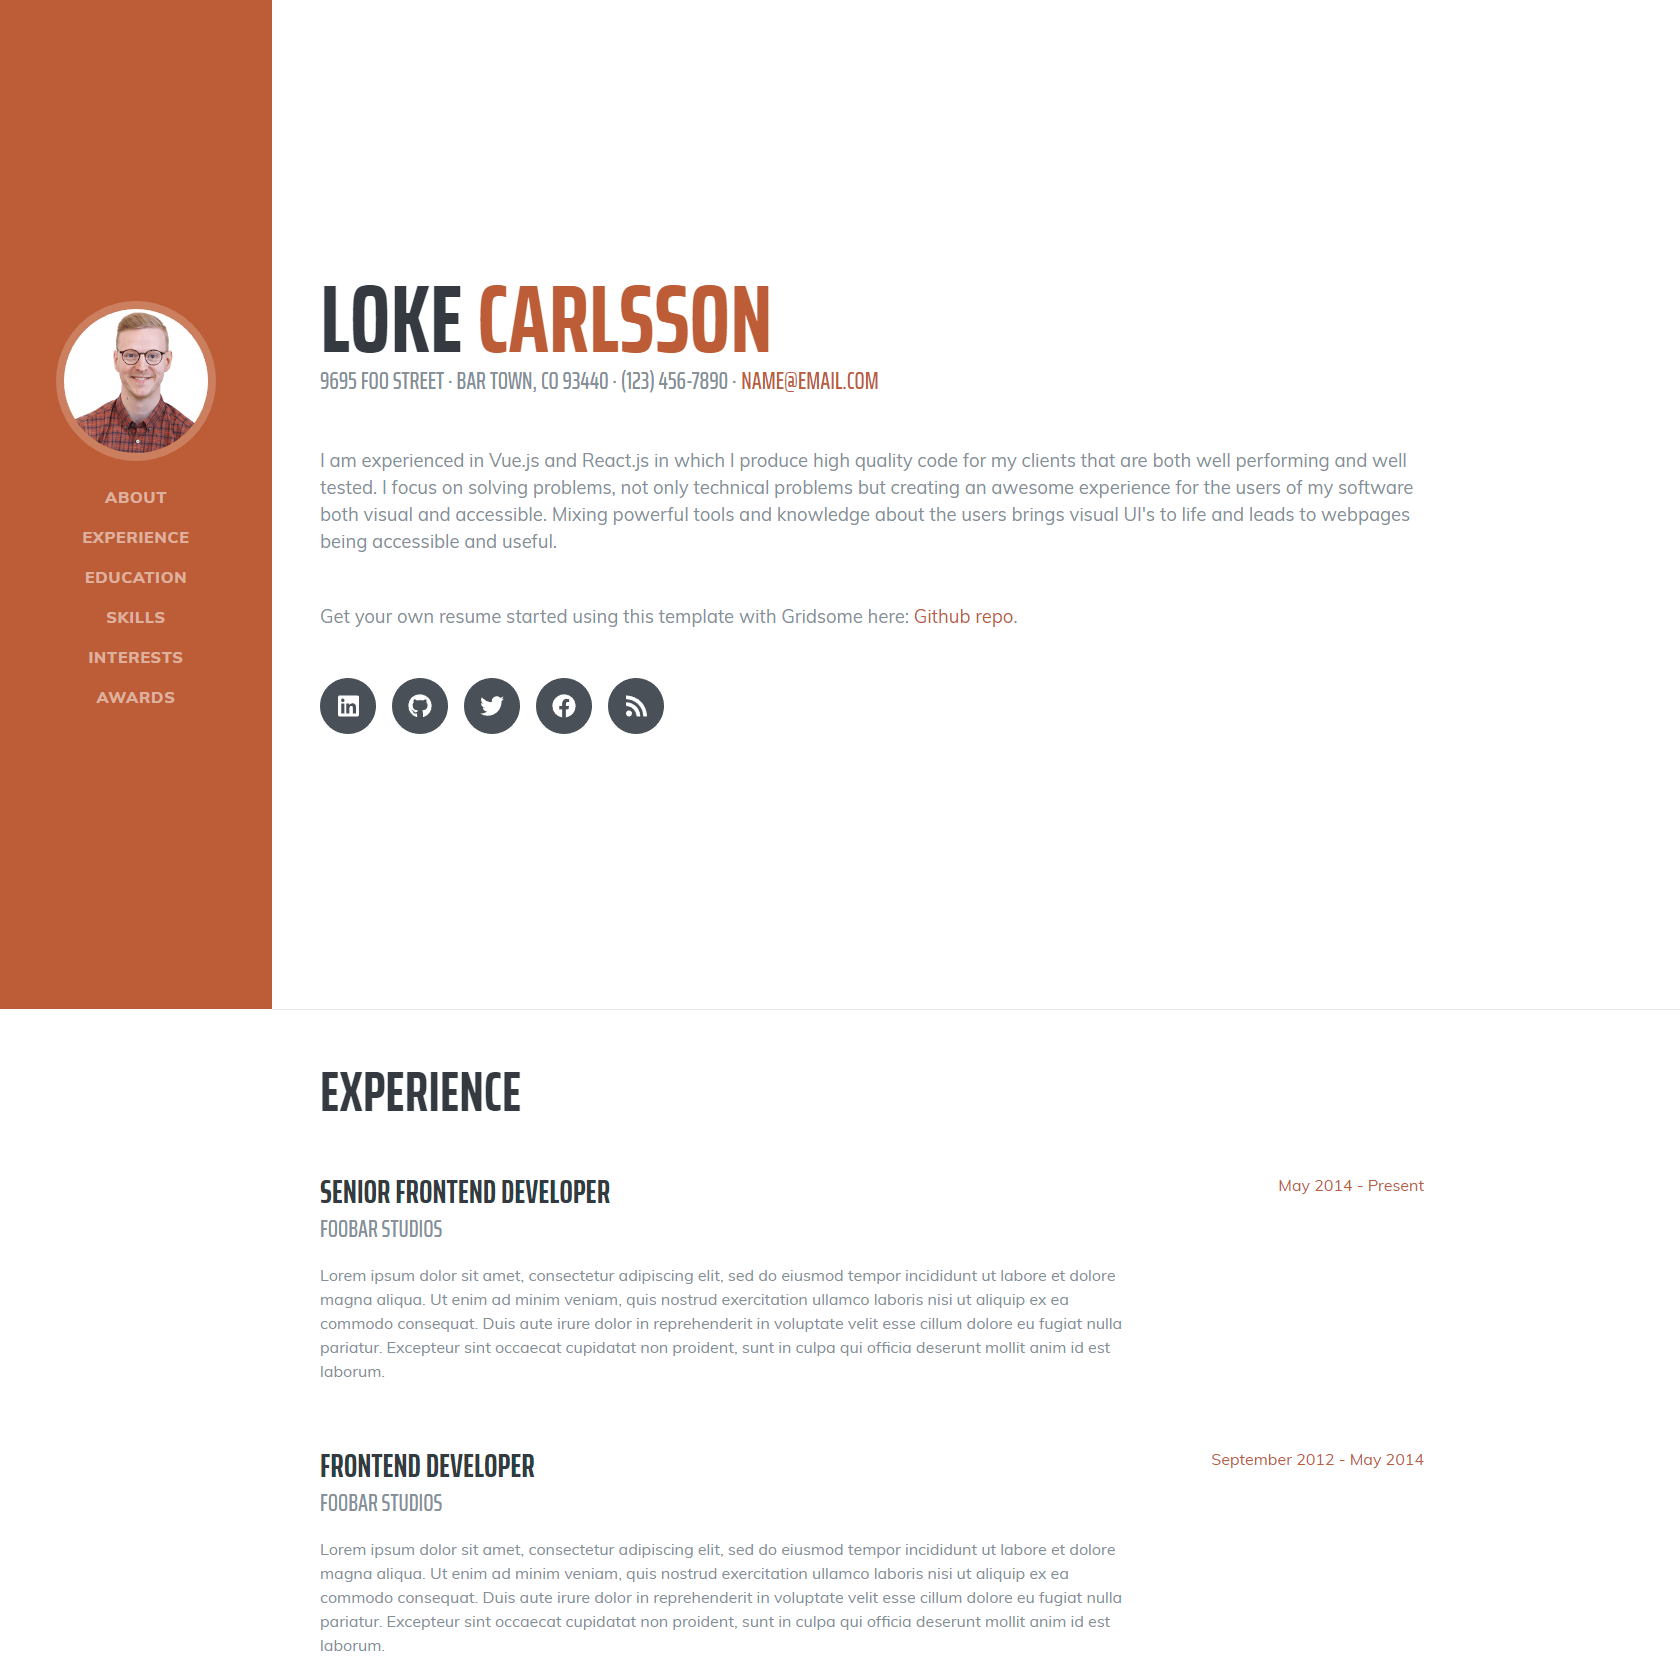 ABOUT
EXPERIENCE
EDUCATION
SKILLS
INTERESTS
AWARDS
LOKE CARLSSON
9695 FOO STREET · BAR TOWN, CO 93440 · (123) 456-7890 · NAME@EMAIL.COM
I am experienced in Vue.js and React.js in which I produce high quality code for my clients that are both well performing and well
tested. I focus on solving problems, not only technical problems but creating an awesome experience for the users of my software
both visual and accessible. Mixing powerful tools and knowledge about the users brings visual UI's to life and leads to webpages
being accessible and useful.
Get your own resume started using this template with Gridsome here: Github repo.
EXPERIENCE
SENIOR FRONTEND DEVELOPER
May 2014 - Present
FOOBAR STUDIOS
Lorem ipsum dolor sit amet, consectetur adipiscing elit, sed do eiusmod tempor incididunt ut labore et dolore
magna aliqua. Ut enim ad minim veniam, quis nostrud exercitation ullamco laboris nisi ut aliquip ex ea
commodo consequat. Duis aute irure dolor in reprehenderit in voluptate velit esse cillum dolore eu fugiat nulla
pariatur. Excepteur sint occaecat cupidatat non proident, sunt in culpa qui officia deserunt mollit anim id est
laborum.
FRONTEND DEVELOPER
September 2012 - May 2014
FOOBAR STUDIOS
Lorem ipsum dolor sit amet, consectetur adipiscing elit, sed do eiusmod tempor incididunt ut labore et dolore
magna aliqua. Ut enim ad minim veniam, quis nostrud exercitation ullamco laboris nisi ut aliquip ex ea
commodo consequat. Duis aute irure dolor in reprehenderit in voluptate velit esse cillum dolore eu fugiat nulla
pariatur. Excepteur sint occaecat cupidatat non proident, sunt in culpa qui officia deserunt mollit anim id est
laborum.